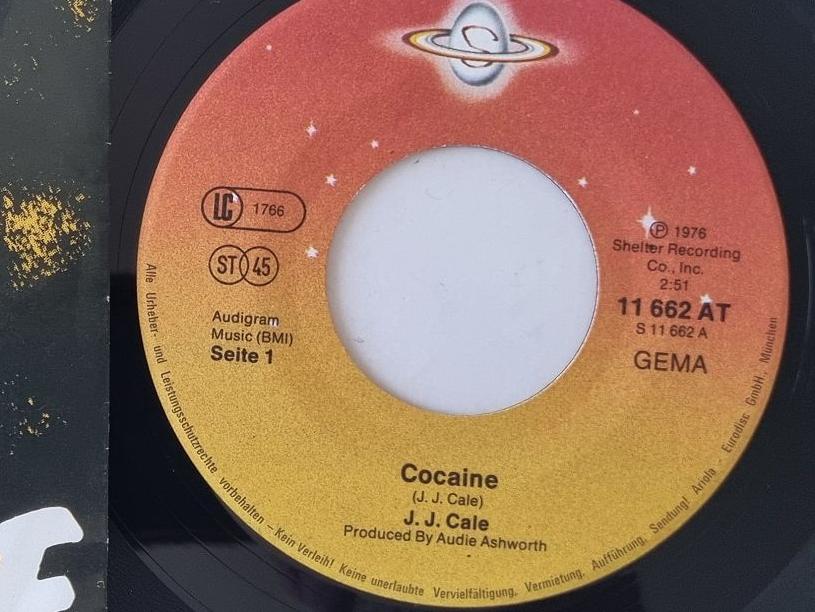 S
LC 1766
ST 45
Audigram
Music (BMI)
Seite 1
Ⓟ 1976
Shelter Recording
Co., Inc.
2:51
11 662 AT
S 11 662 A
GEMA
Cocaine
(J. J. Cale)
J. J. Cale
Produced By Audie Ashworth
Alle Urheber und Leistungsschutzrechte vorbehalten – Kein Verleih! Keine unerlaubte Vervielfältigung, Vermietung, Aufführung, Sendung! Ariola - Eurodisc GmbH, München
E